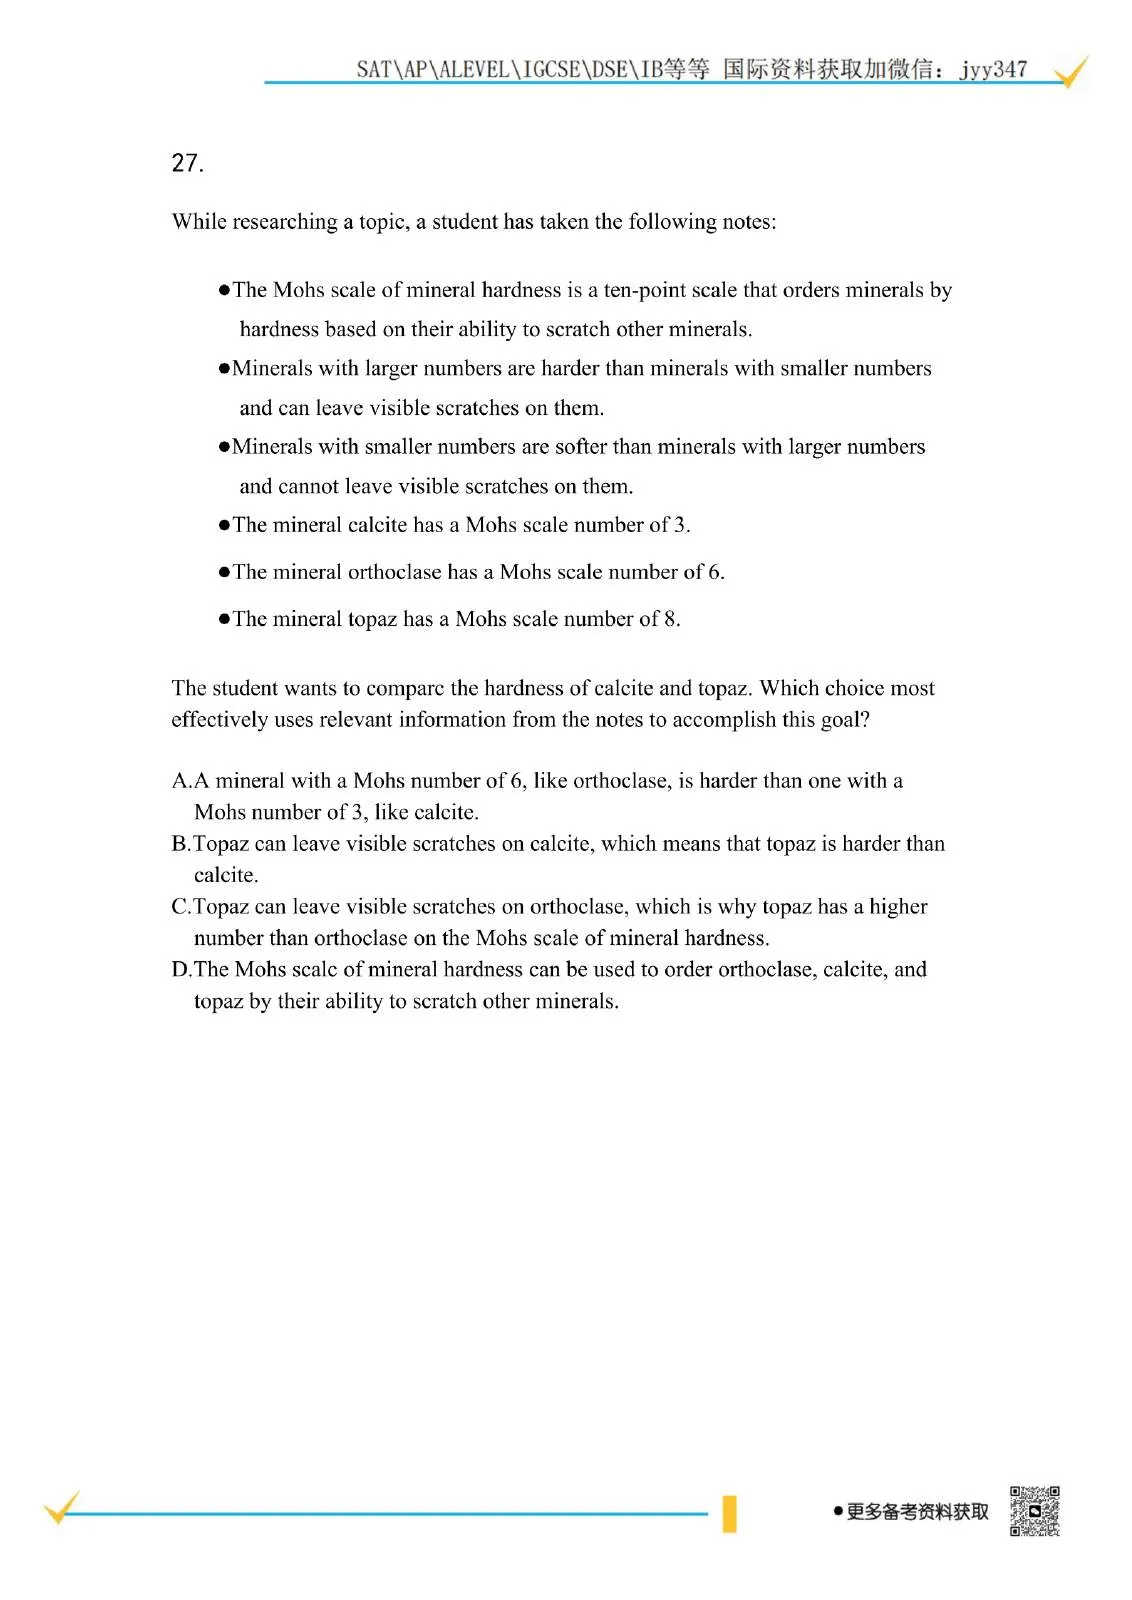 SAT\AP\ALEVEL\IGCSE\DSE\IB等等 国际资料获取加微信：jyy347
27.
While researching a topic, a student has taken the following notes:
●The Mohs scale of mineral hardness is a ten-point scale that orders minerals by
hardness based on their ability to scratch other minerals.
●Minerals with larger numbers are harder than minerals with smaller numbers
and can leave visible scratches on them.
●Minerals with smaller numbers are softer than minerals with larger numbers
and cannot leave visible scratches on them.
●The mineral calcite has a Mohs scale number of 3.
●The mineral orthoclase has a Mohs scale number of 6.
●The mineral topaz has a Mohs scale number of 8.
The student wants to comparc the hardness of calcite and topaz. Which choice most
effectively uses relevant information from the notes to accomplish this goal?
A.A mineral with a Mohs number of 6, like orthoclase, is harder than one with a
Mohs number of 3, like calcite.
B.Topaz can leave visible scratches on calcite, which means that topaz is harder than
calcite.
C.Topaz can leave visible scratches on orthoclase, which is why topaz has a higher
number than orthoclase on the Mohs scale of mineral hardness.
D.The Mohs scalc of mineral hardness can be used to order orthoclase, calcite, and
topaz by their ability to scratch other minerals.
●更多备考资料获取